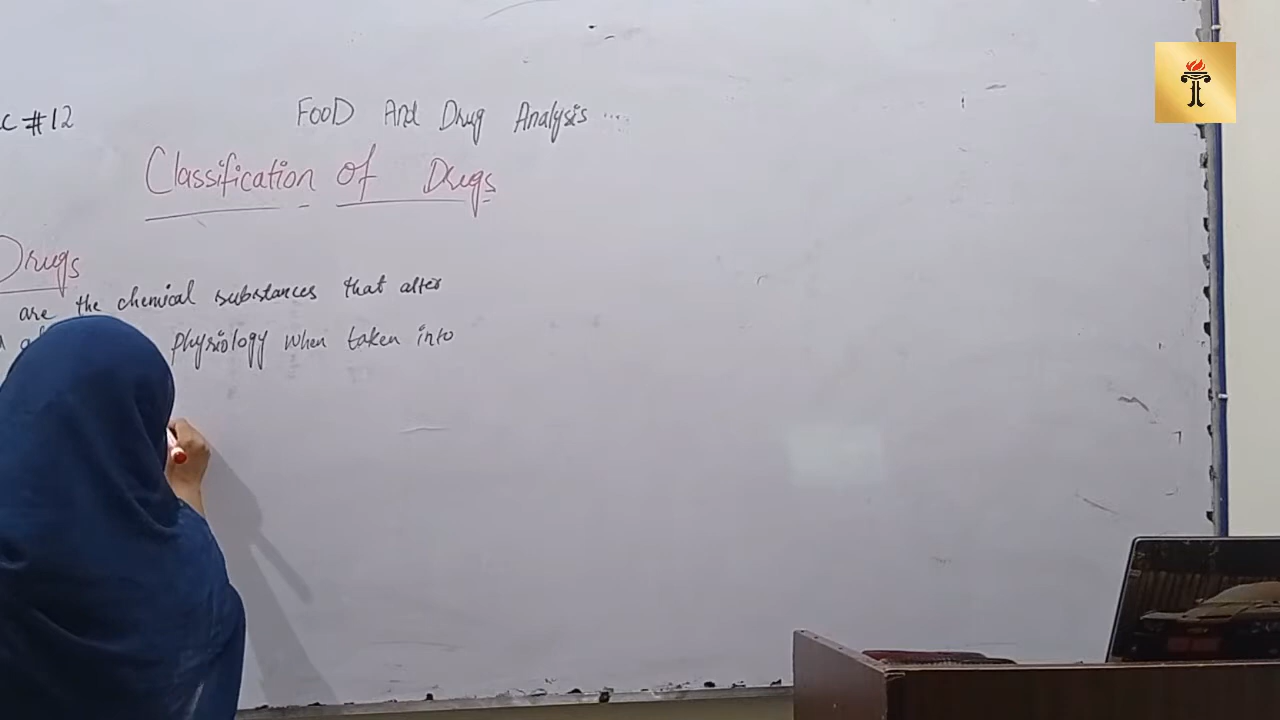 #12
FooD And Drug Analysis ...
Classification of Drugs
Drugs
are the chemical substances that alter
physiology when taken into